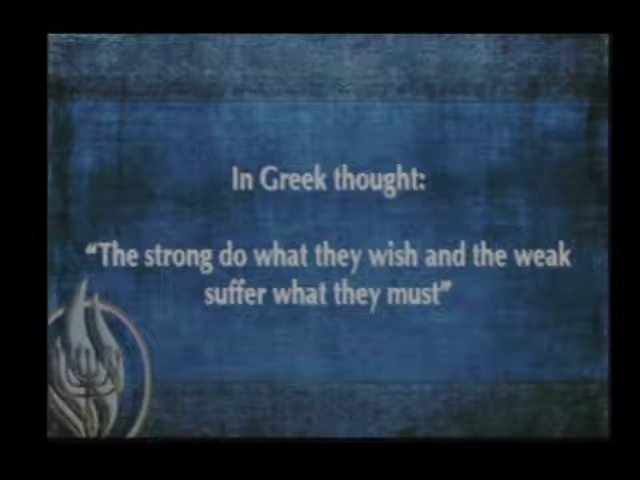 In Greek thought:
“The strong do what they wish and the weak
suffer what they must”